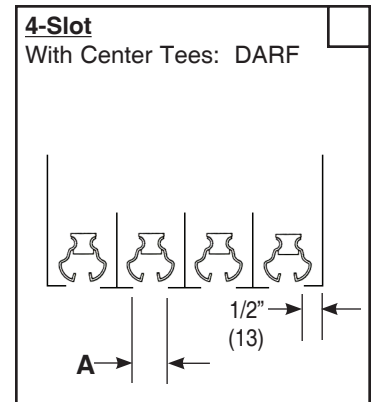 4-Slot
With Center Tees: DARF
1/2”
(13)
A